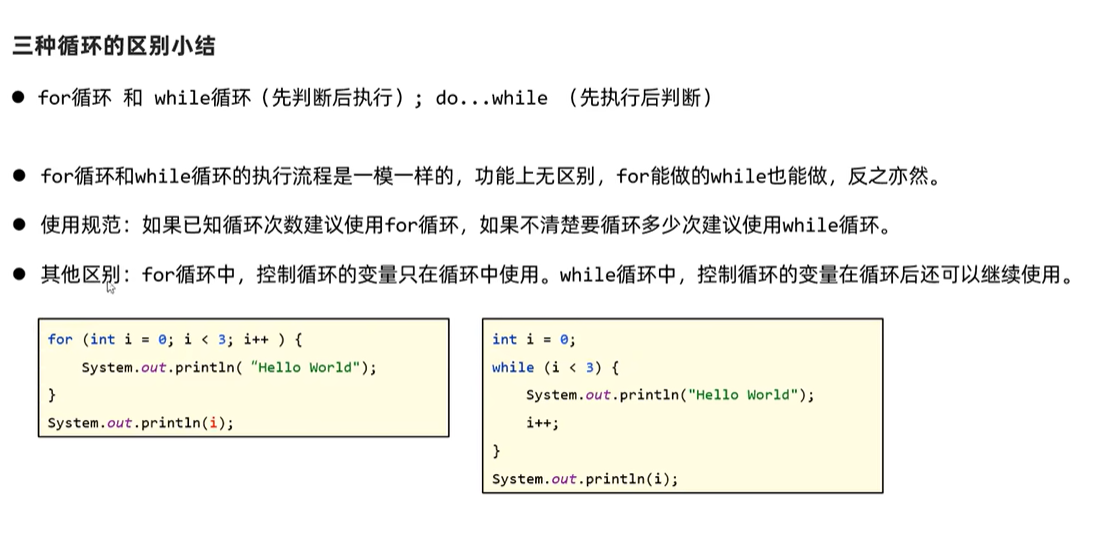 三种循环的区别小结
● for循环 和 while循环（先判断后执行）; do...while （先执行后判断）
● for循环和while循环的执行流程是一模一样的，功能上无区别，for能做的while也能做，反之亦然。
● 使用规范：如果已知循环次数建议使用for循环，如果不清楚要循环多少次建议使用while循环。
● 其他区别：for循环中，控制循环的变量只在循环中使用。while循环中，控制循环的变量在循环后还可以继续使用。
for (int i = 0; i < 3; i++ ) {
    System.out.println( “Hello World");
}
System.out.println(i);
int i = 0;
while (i < 3) {
    System.out.println("Hello World");
    i++;
}
System.out.println(i);